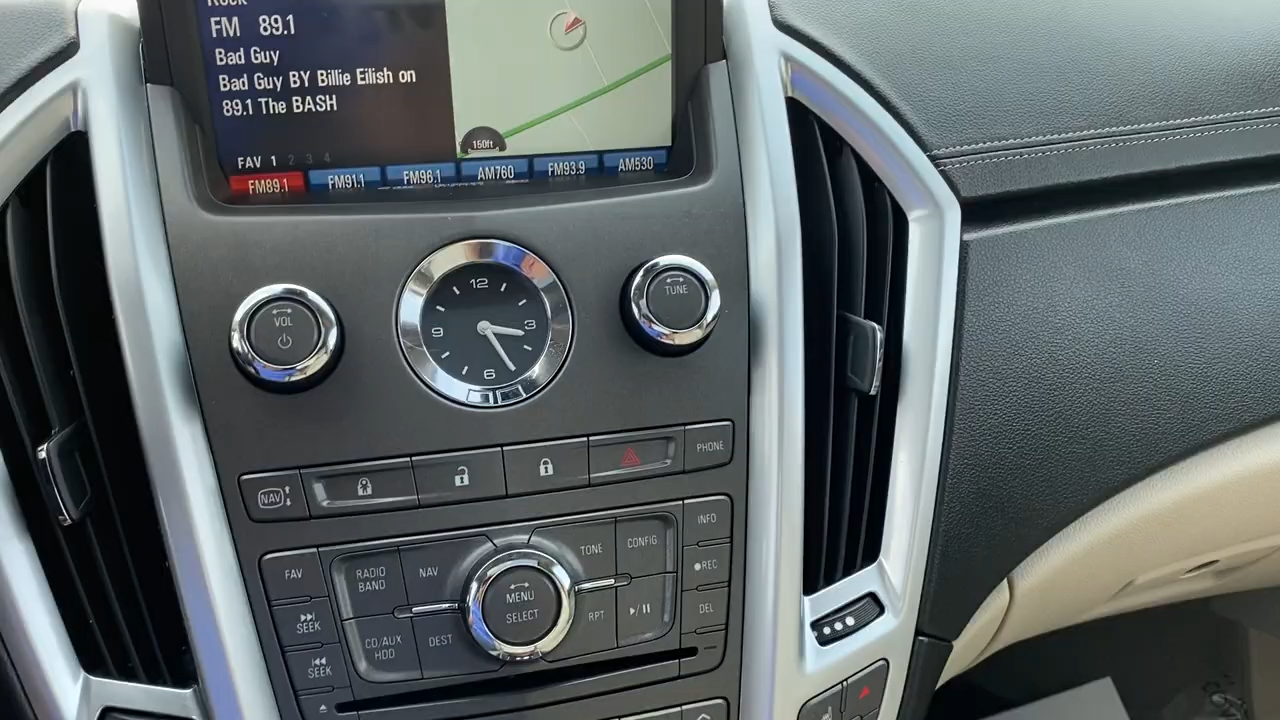 Rock
FM 89.1
Bad Guy
Bad Guy BY Billie Eilish on
89.1 The BASH
150ft
FAV 1 2 3 4
FM89.1 FM91.1 FM96.1 AM760 FM93.9 AM530
VOL
12
3
6
9
TUNE
NAV
PHONE
FAV
RADIO
BAND
NAV
TONE
CONFIG
INFO
SEEK
MENU
SELECT
REC
CD/AUX
HDD
DEST
RPT
DEL
SEEK